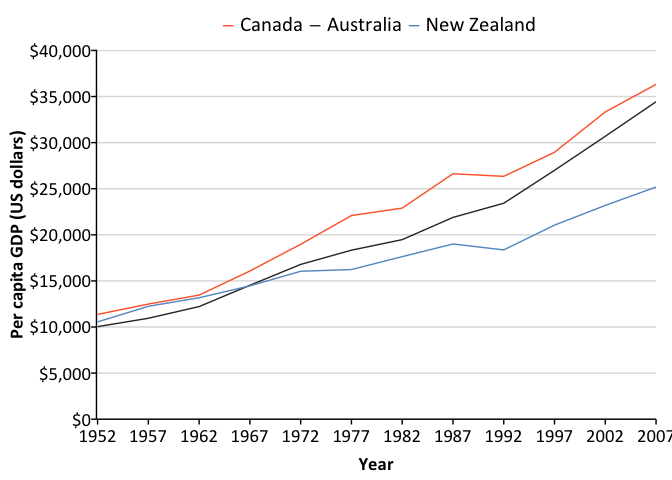 Canada Australia New Zealand
$40,000
$35,000
$30,000
$25,000
$20,000
$15,000
$10,000
$5,000
$0
Per capita GDP (US dollars)
1952 1957 1962 1967 1972 1977 1982 1987 1992 1997 2002 2007
Year